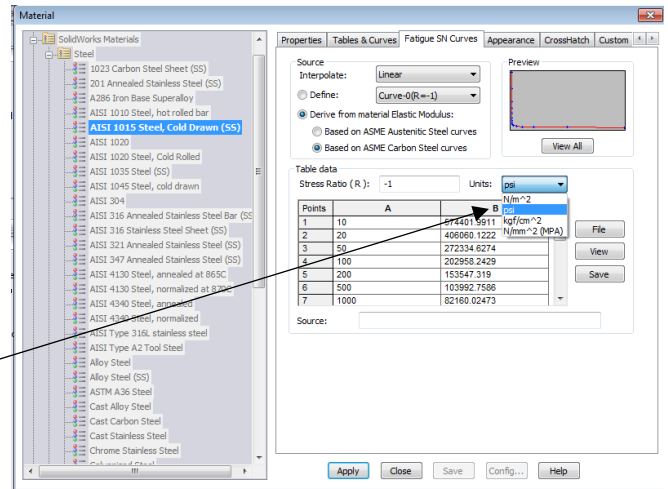 Material
SolidWorks Materials
Steel
1023 Carbon Steel Sheet (SS)
201 Annealed Stainless Steel (SS)
A286 Iron Base Superalloy
AISI 1010 Steel, hot rolled bar
AISI 1015 Steel, Cold Drawn (SS)
AISI 1020
AISI 1020 Steel, Cold Rolled
AISI 1035 Steel (SS)
AISI 1045 Steel, cold drawn
AISI 304
AISI 316 Annealed Stainless Steel Bar (SS
AISI 316 Stainless Steel Sheet (SS)
AISI 321 Annealed Stainless Steel (SS)
AISI 347 Annealed Stainless Steel (SS)
AISI 4130 Steel, annealed at 865C
AISI 4130 Steel, normalized at 870C
AISI 4340 Steel, annealed
AISI 4340 Steel, normalized
AISI Type 316L stainless steel
AISI Type A2 Tool Steel
Alloy Steel
Alloy Steel (SS)
ASTM A36 Steel
Cast Alloy Steel
Cast Carbon Steel
Cast Stainless Steel
Chrome Stainless Steel
Properties Tables & Curves Fatigue SN Curves Appearance CrossHatch Custom
Source
Interpolate: Linear
Define: Curve-0(R=-1)
Derive from material Elastic Modulus:
Based on ASME Austenitic Steel curves
Based on ASME Carbon Steel curves
Preview
View All
Table data
Stress Ratio ( R ): -1 Units: psi
N/m^2
psi
kgf/cm^2
N/mm^2 (MPA)
Points A B
1 10 574401.9911
2 20 406060.1222
3 50 272334.6274
4 100 202958.2429
5 200 153547.319
6 500 103992.7586
7 1000 82160.02473
File
View
Save
Source:
Apply Close Save Config... Help